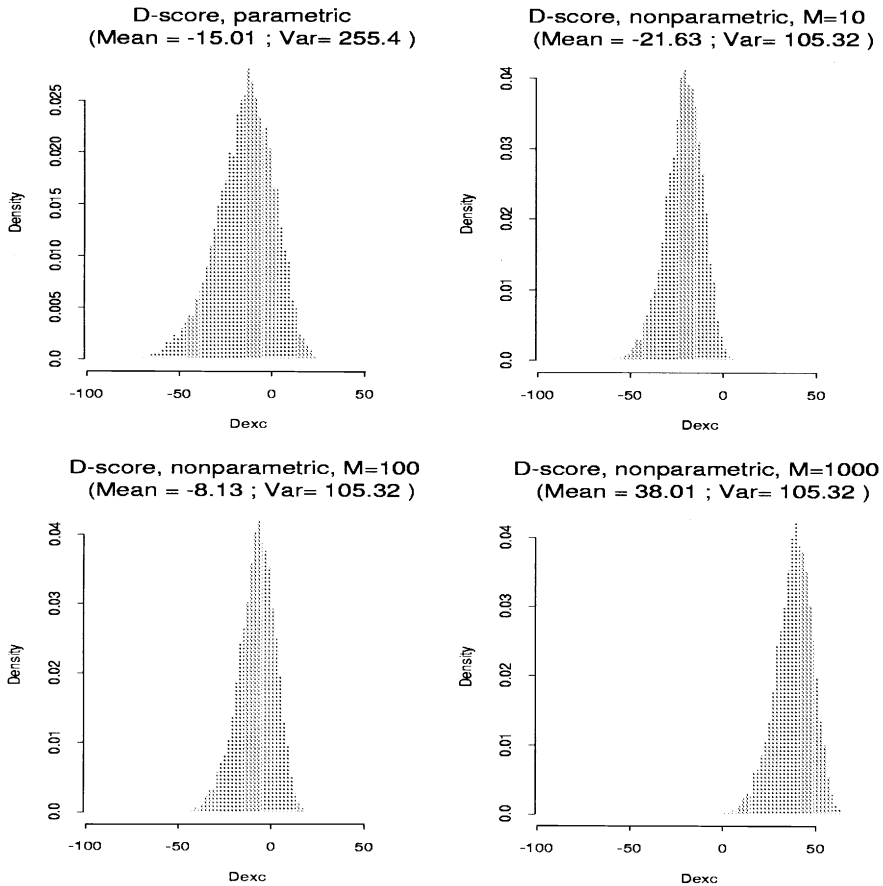 D-score, parametric
(Mean = -15.01 ; Var= 255.4 )
Density
0.0
0.005
0.010
0.015
0.020
0.025
-100
-50
0
50
Dexc
D-score, nonparametric, M=10
(Mean = -21.63 ; Var= 105.32 )
Density
0.0
0.01
0.02
0.03
0.04
-100
-50
0
50
Dexc
D-score, nonparametric, M=100
(Mean = -8.13 ; Var= 105.32 )
Density
0.0
0.01
0.02
0.03
0.04
-100
-50
0
50
Dexc
D-score, nonparametric, M=1000
(Mean = 38.01 ; Var= 105.32 )
Density
0.0
0.01
0.02
0.03
0.04
-100
-50
0
50
Dexc